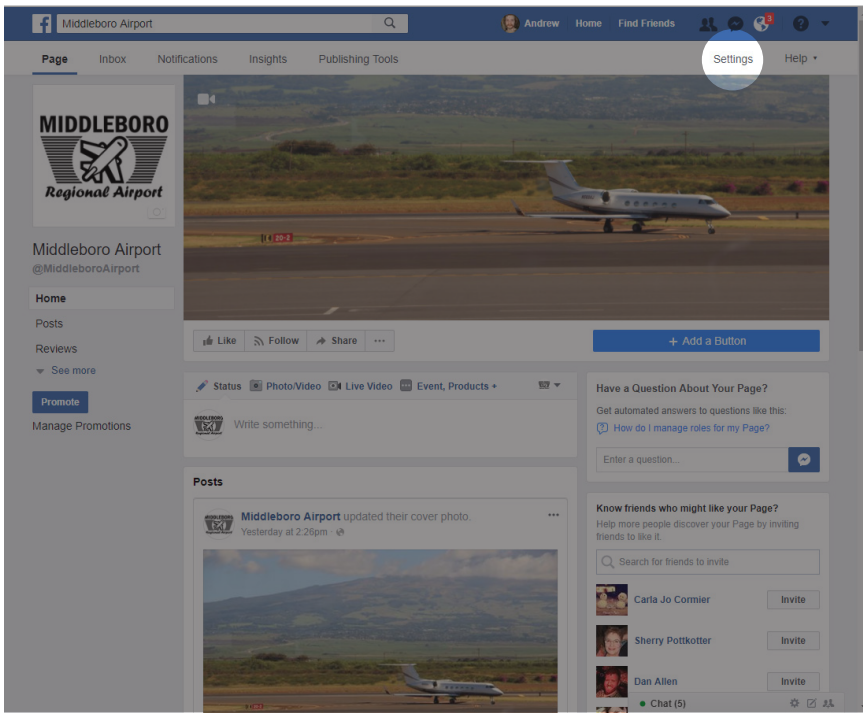 Middleboro Airport
Andrew Home Find Friends 3
Page Inbox Notifications Insights Publishing Tools Settings Help
MIDDLEBORO
Regional Airport
20-2
Middleboro Airport
@MiddleboroAirport
Home
Posts
Reviews
See more
Promote
Manage Promotions
Like Follow Share ...
+ Add a Button
Status Photo/Video Live Video Event, Products +
MIDDLEBORO
Write something...
Posts
Middleboro Airport updated their cover photo.
Yesterday at 2:26pm ·
Have a Question About Your Page?
Get automated answers to questions like this:
How do I manage roles for my Page?
Enter a question...
Know friends who might like your Page?
Help more people discover your Page by inviting
friends to like it.
Search for friends to invite
Carla Jo Cormier Invite
Sherry Pottkotter Invite
Dan Allen Invite
Chat (5)